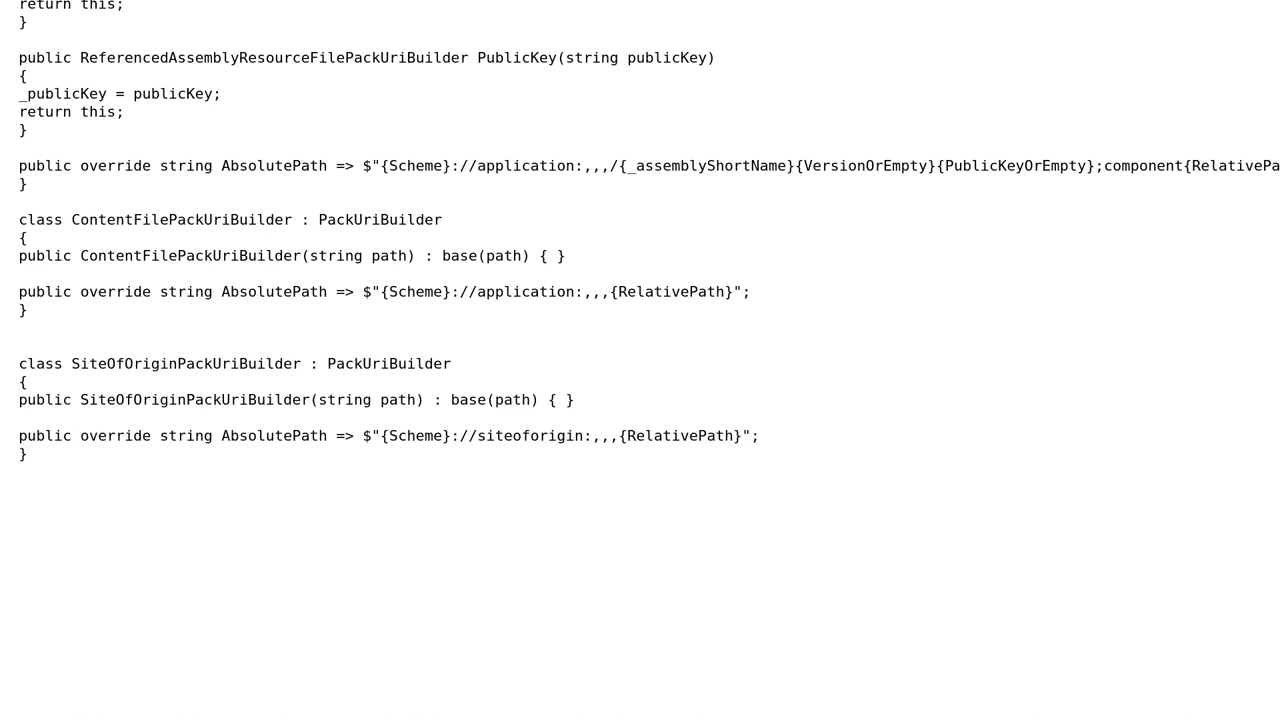 return this;
}
public ReferencedAssemblyResourceFilePackUriBuilder PublicKey(string publicKey)
{
_publicKey = publicKey;
return this;
}
public override string AbsolutePath => $"{Scheme}://application:,,,/{_assemblyShortName}{VersionOrEmpty}{PublicKeyOrEmpty};component{RelativePa
}
class ContentFilePackUriBuilder : PackUriBuilder
{
public ContentFilePackUriBuilder(string path) : base(path) { }
public override string AbsolutePath => $"{Scheme}://application:,,,{RelativePath}";
}
class SiteOfOriginPackUriBuilder : PackUriBuilder
{
public SiteOfOriginPackUriBuilder(string path) : base(path) { }
public override string AbsolutePath => $"{Scheme}://siteoforigin:,,,{RelativePath}";
}